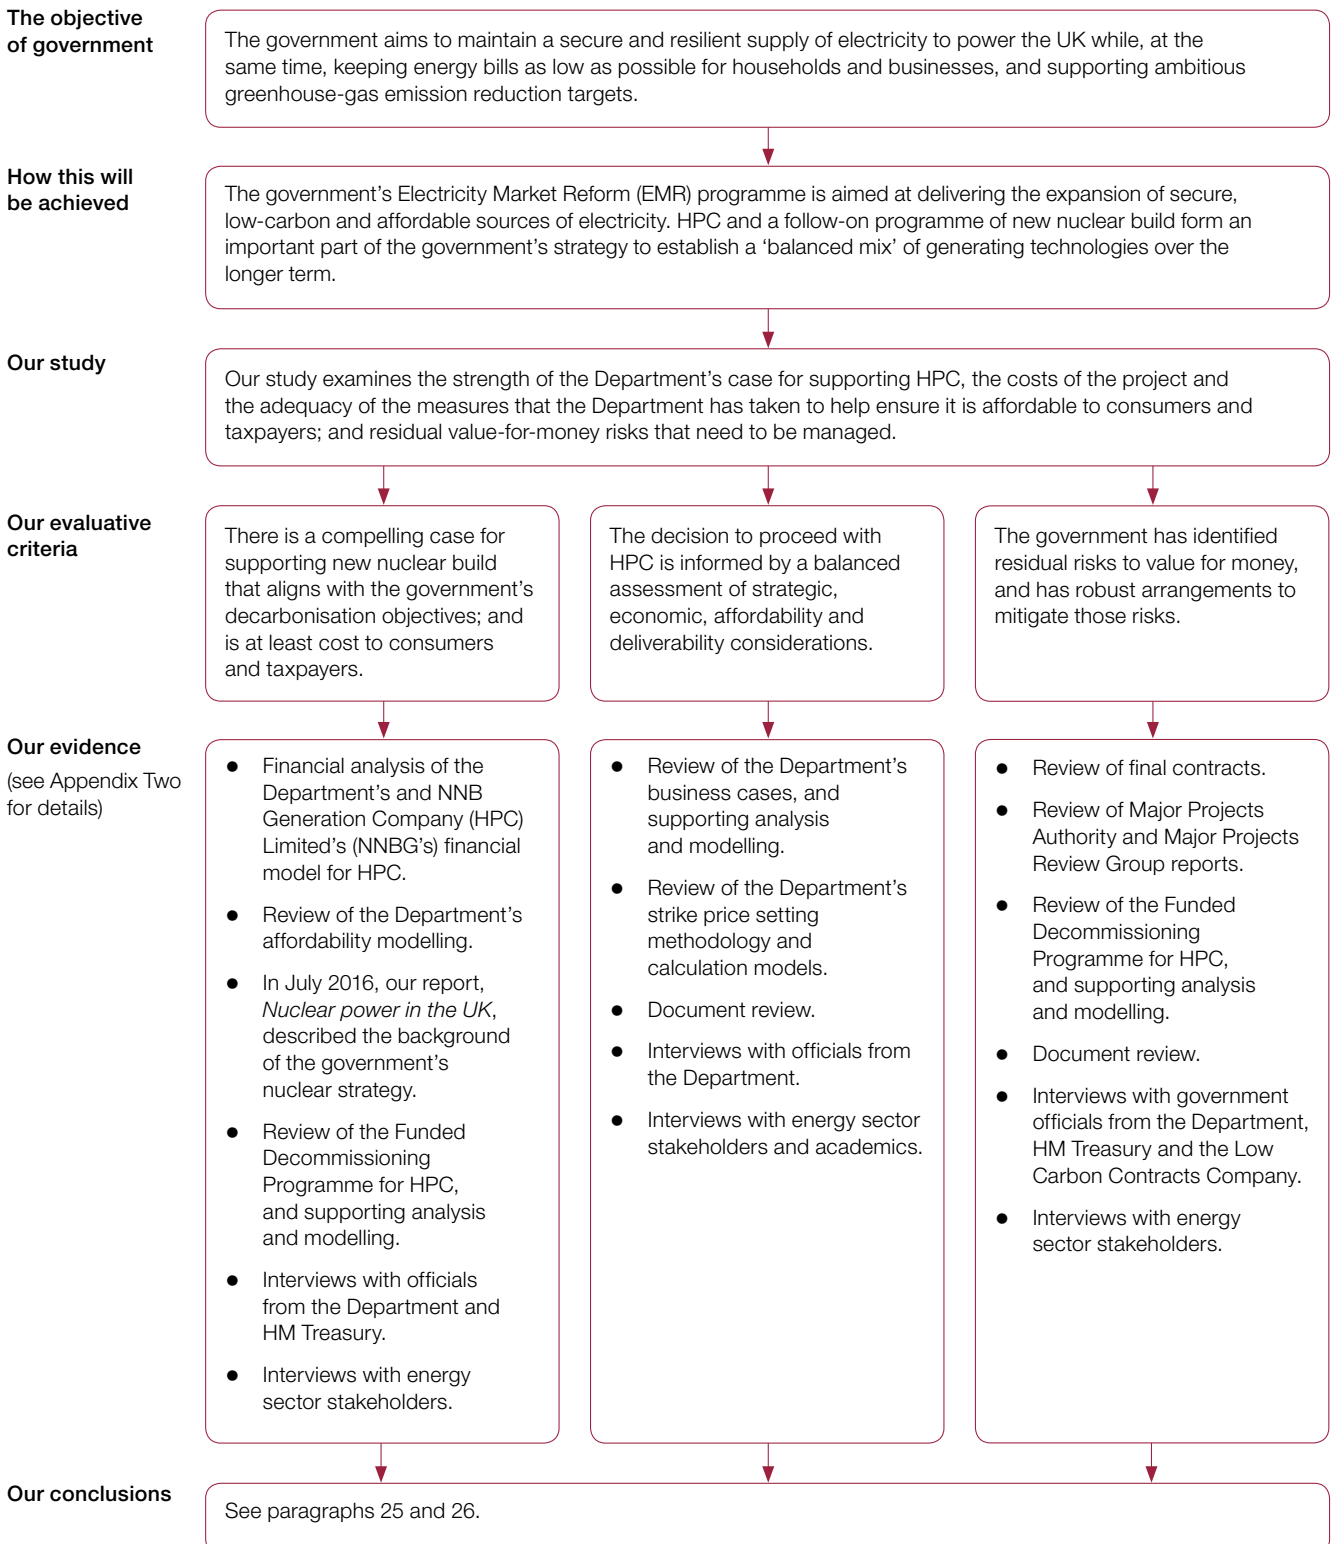 The objective
of government
The government aims to maintain a secure and resilient supply of electricity to power the UK while, at the
same time, keeping energy bills as low as possible for households and businesses, and supporting ambitious
greenhouse-gas emission reduction targets.
How this will
be achieved
The government's Electricity Market Reform (EMR) programme is aimed at delivering the expansion of secure,
low-carbon and affordable sources of electricity. HPC and a follow-on programme of new nuclear build form an
important part of the government's strategy to establish a 'balanced mix' of generating technologies over the
longer term.
Our study
Our study examines the strength of the Department's case for supporting HPC, the costs of the project and
the adequacy of the measures that the Department has taken to help ensure it is affordable to consumers and
taxpayers; and residual value-for-money risks that need to be managed.
Our evaluative
criteria
There is a compelling case for
supporting new nuclear build
that aligns with the government's
decarbonisation objectives; and
is at least cost to consumers
and taxpayers.
The decision to proceed with
HPC is informed by a balanced
assessment of strategic,
economic, affordability and
deliverability considerations.
The government has identified
residual risks to value for money,
and has robust arrangements to
mitigate those risks.
Our evidence
(see Appendix Two
for details)
● Financial analysis of the
Department's and NNB
Generation Company (HPC)
Limited's (NNBG's) financial
model for HPC.
● Review of the Department's
affordability modelling.
● In July 2016, our report,
Nuclear power in the UK,
described the background
of the government's
nuclear strategy.
● Review of the Funded
Decommissioning
Programme for HPC,
and supporting analysis
and modelling.
● Interviews with officials
from the Department and
HM Treasury.
● Interviews with energy
sector stakeholders.
● Review of the Department's
business cases, and
supporting analysis
and modelling.
● Review of the Department's
strike price setting
methodology and
calculation models.
● Document review.
● Interviews with officials from
the Department.
● Interviews with energy sector
stakeholders and academics.
● Review of final contracts.
● Review of Major Projects
Authority and Major Projects
Review Group reports.
● Review of the Funded
Decommissioning
Programme for HPC,
and supporting analysis
and modelling.
● Document review.
● Interviews with government
officials from the Department,
HM Treasury and the Low
Carbon Contracts Company.
● Interviews with energy
sector stakeholders.
Our conclusions
See paragraphs 25 and 26.